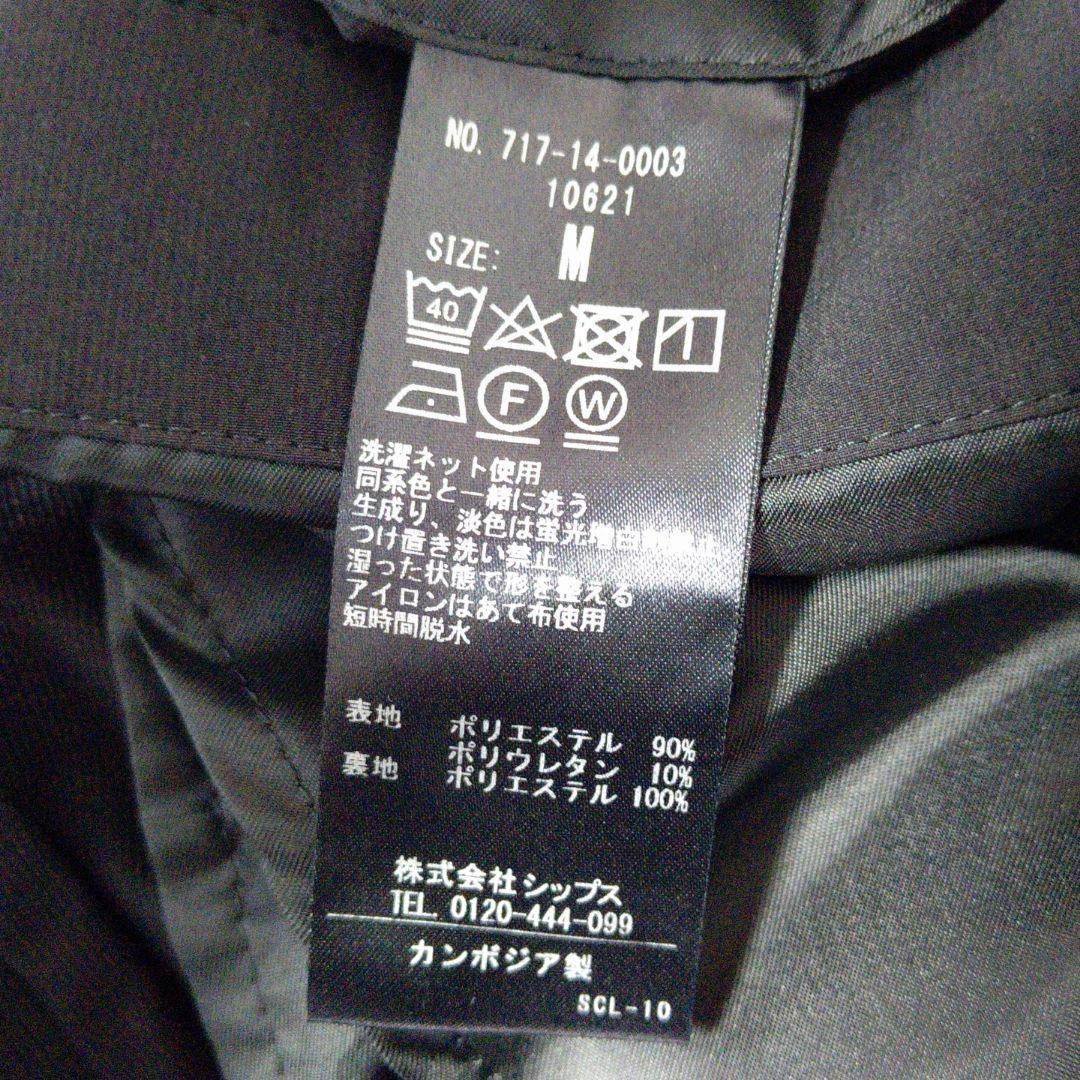 NO. 717-14-0003
10621
SIZE: M
40
F W
洗濯ネット使用
同系色と一緒に洗う
生成り、淡色は蛍光増白
つけ置き洗い禁止
湿った状態で形を整える
アイロンはあて布使用
短時間脱水
表地 ポリエステル 90%
ポリウレタン 10%
裏地 ポリエステル 100%
株式会社シップス
TEL. 0120-444-099
カンボジア製
SCL-10